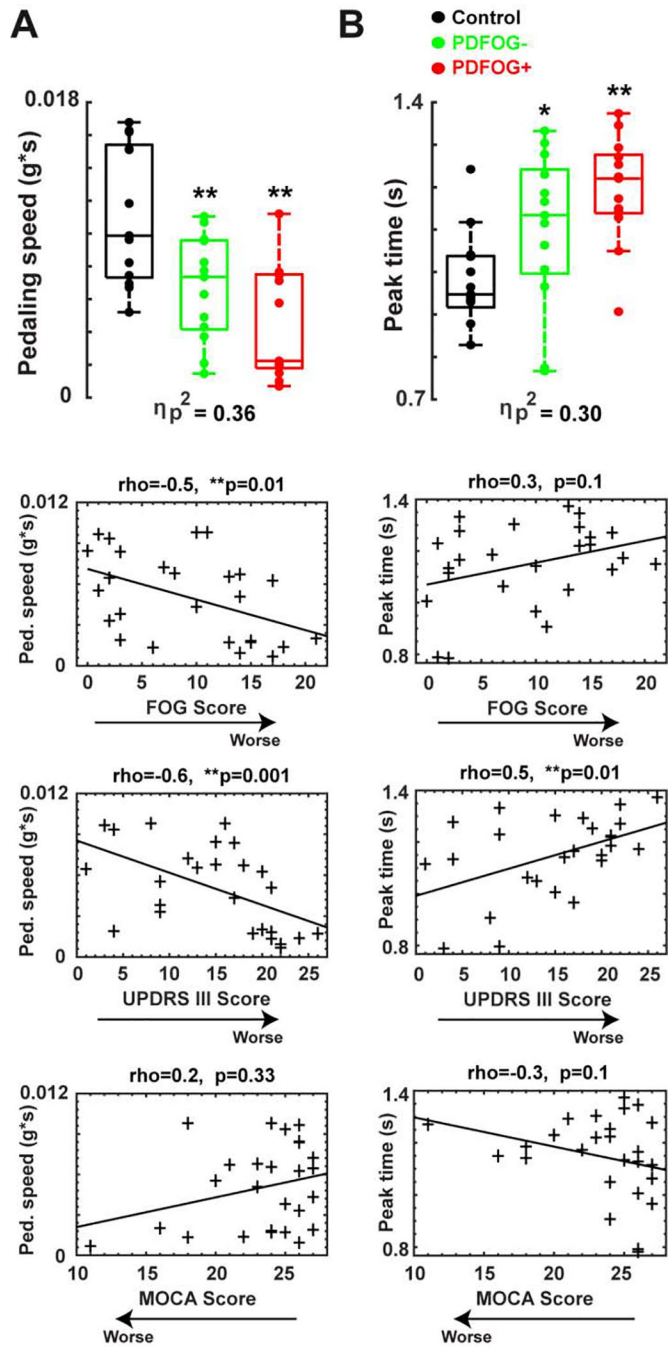 A
B
Control
PDFOG-
PDFOG+
0.018
Pedaling speed (g*s)
0
**
**
ηp² = 0.36
1.4
Peak time (s)
0.7
*
**
ηp² = 0.30
rho=-0.5, **p=0.01
0.012
Ped. speed (g*s)
0
0 5 10 15 20
FOG Score
Worse
rho=0.3, p=0.1
1.4
Peak time (s)
0.8
0 5 10 15 20
FOG Score
Worse
rho=-0.6, **p=0.001
0.012
Ped. speed (g*s)
0
0 5 10 15 20 25
UPDRS III Score
Worse
rho=0.5, **p=0.01
1.4
Peak time (s)
0.8
0 5 10 15 20 25
UPDRS III Score
Worse
rho=0.2, p=0.33
0.012
Ped. speed (g*s)
0
10 15 20 25
MOCA Score
Worse
rho=-0.3, p=0.1
1.4
Peak time (s)
0.8
10 15 20 25
MOCA Score
Worse